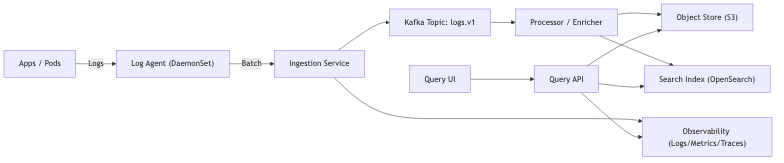 Apps / Pods
Logs
Log Agent (DaemonSet)
Batch
Ingestion Service
Kafka Topic: logs.v1
Processor / Enricher
Object Store (S3)
Query UI
Query API
Search Index (OpenSearch)
Observability
(Logs/Metrics/Traces)